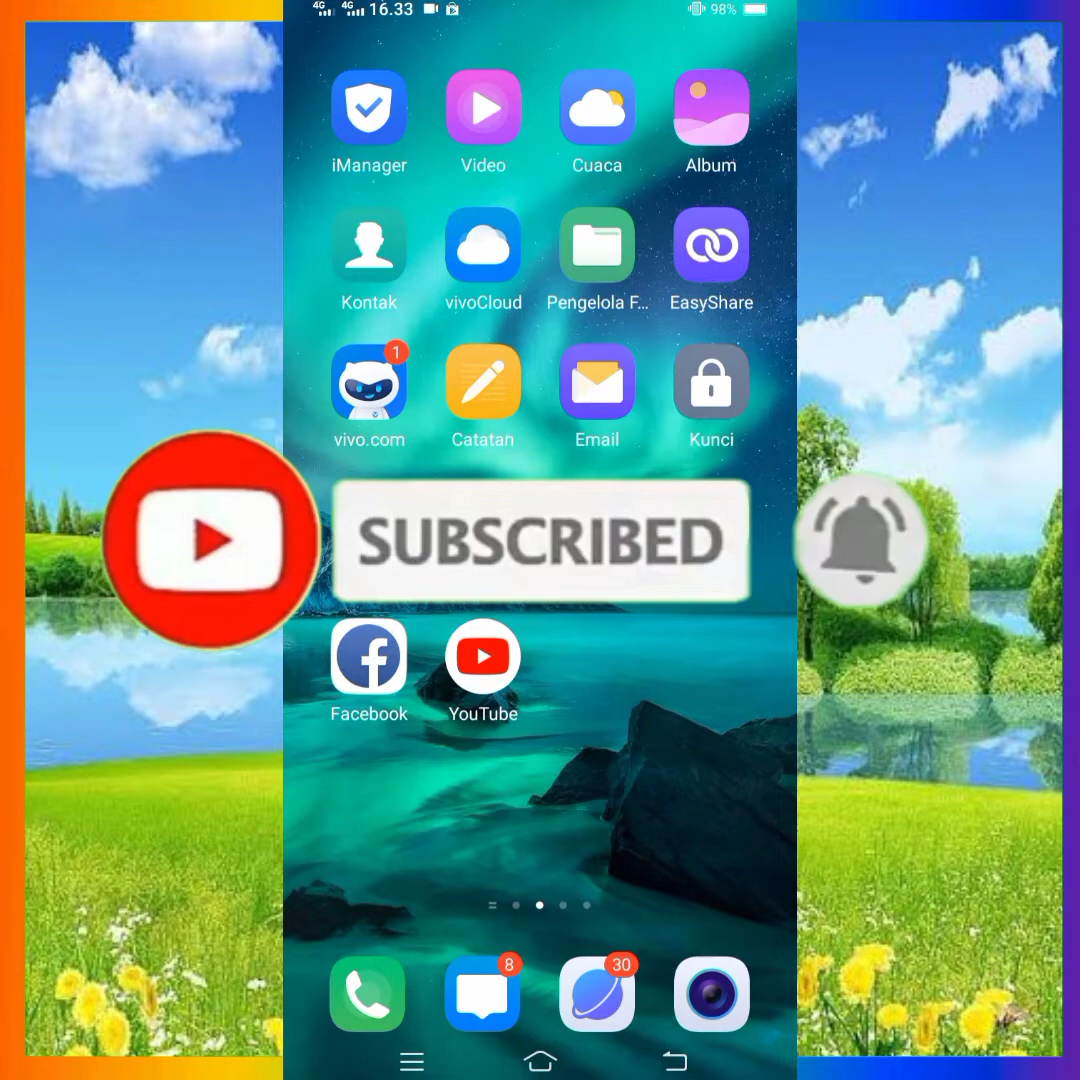 4G 4G 16.33 98%
iManager Video Cuaca Album
Kontak vivoCloud Pengelola F... EasyShare
1
vivo.com Catatan Email Kunci
SUBSCRIBED
Facebook YouTube
8 30